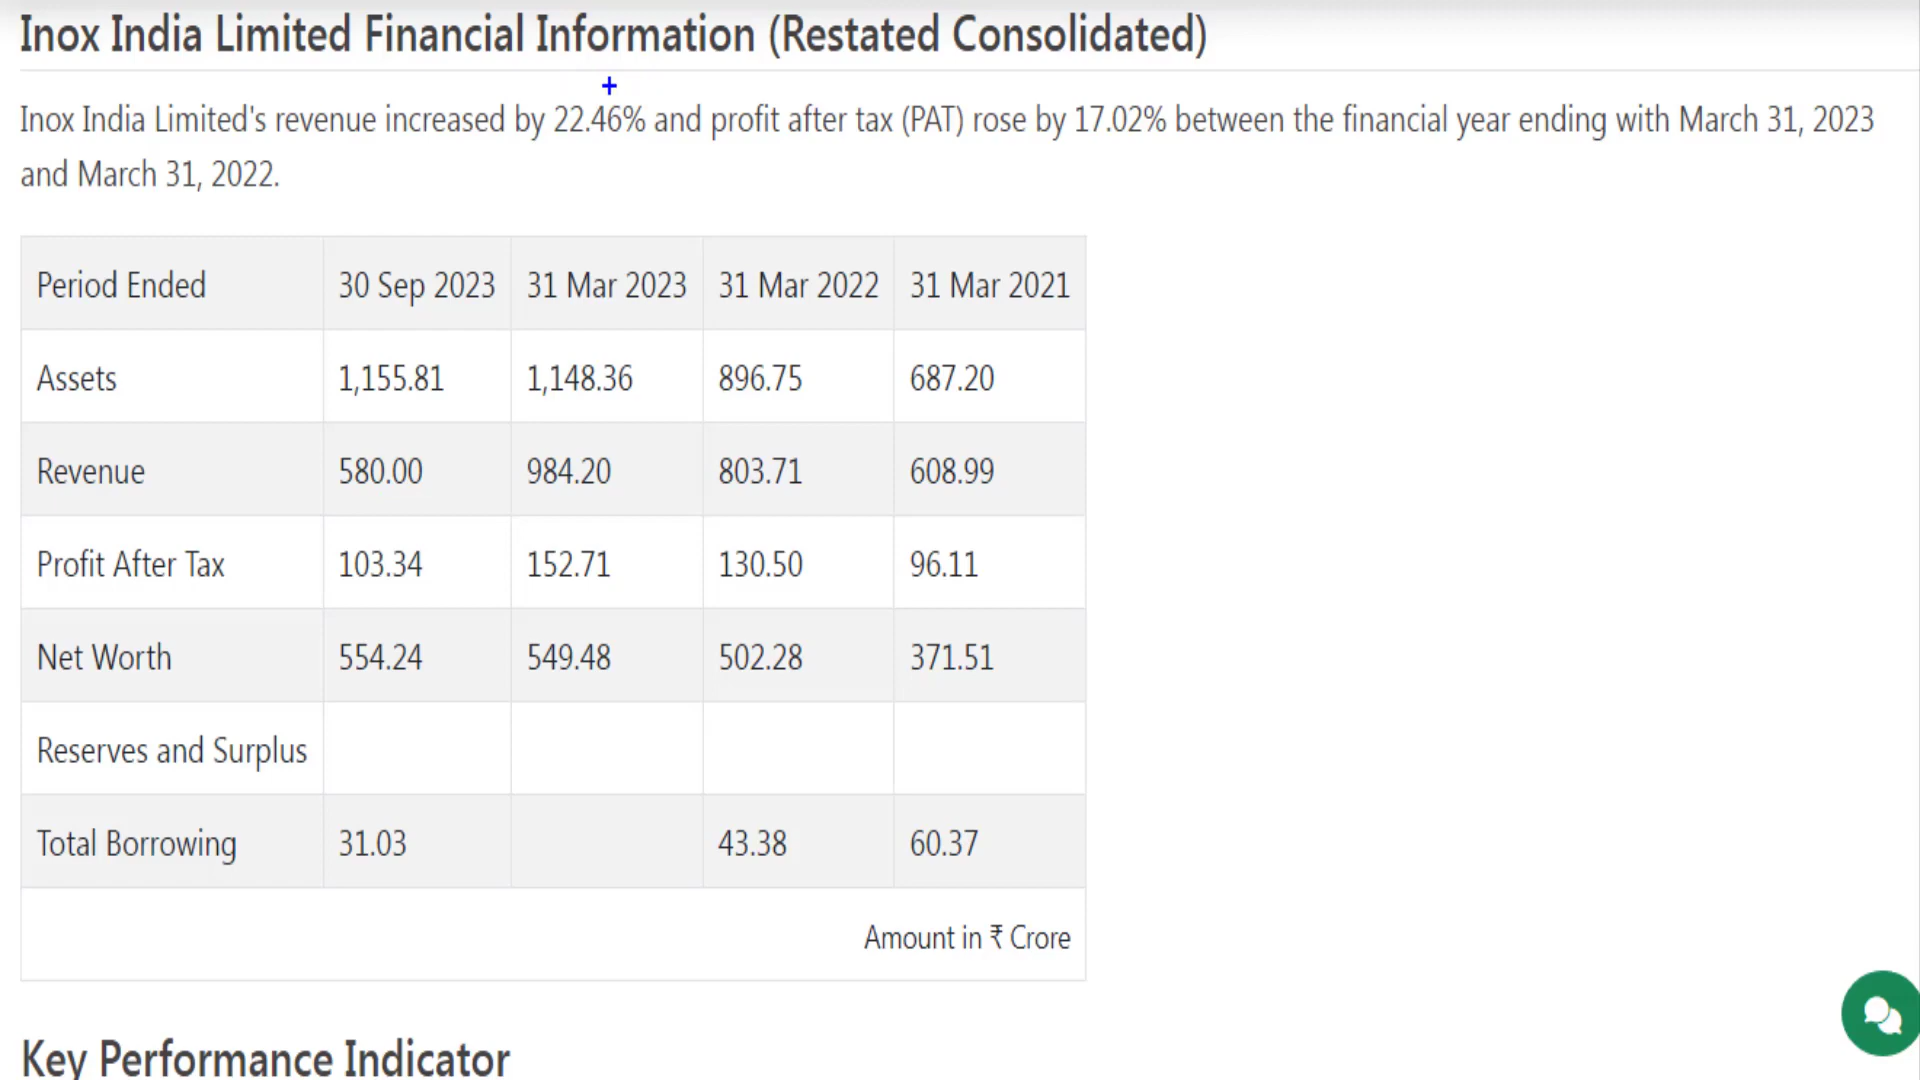 Inox India Limited Financial Information (Restated Consolidated)
Inox India Limited's revenue increased by 22.46% and profit after tax (PAT) rose by 17.02% between the financial year ending with March 31, 2023
and March 31, 2022.
Period Ended 30 Sep 2023 31 Mar 2023 31 Mar 2022 31 Mar 2021
Assets 1,155.81 1,148.36 896.75 687.20
Revenue 580.00 984.20 803.71 608.99
Profit After Tax 103.34 152.71 130.50 96.11
Net Worth 554.24 549.48 502.28 371.51
Reserves and Surplus
Total Borrowing 31.03 43.38 60.37
Amount in ₹ Crore
Key Performance Indicator